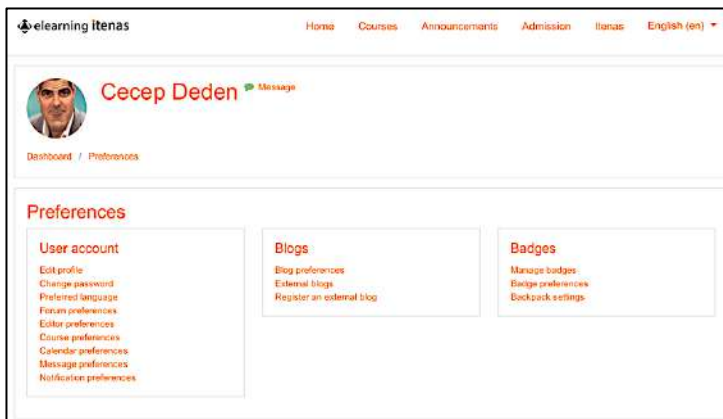 elearning itenas
Home Courses Announcements Admission Itenas English (en)
Cecep Deden Message
Dashboard / Preferences
Preferences
User account
Edit profile
Change password
Preferred language
Forum preferences
Editor preferences
Course preferences
Calendar preferences
Message preferences
Notification preferences
Blogs
Blog preferences
External blogs
Register an external blog
Badges
Manage badges
Badge preferences
Backpack settings